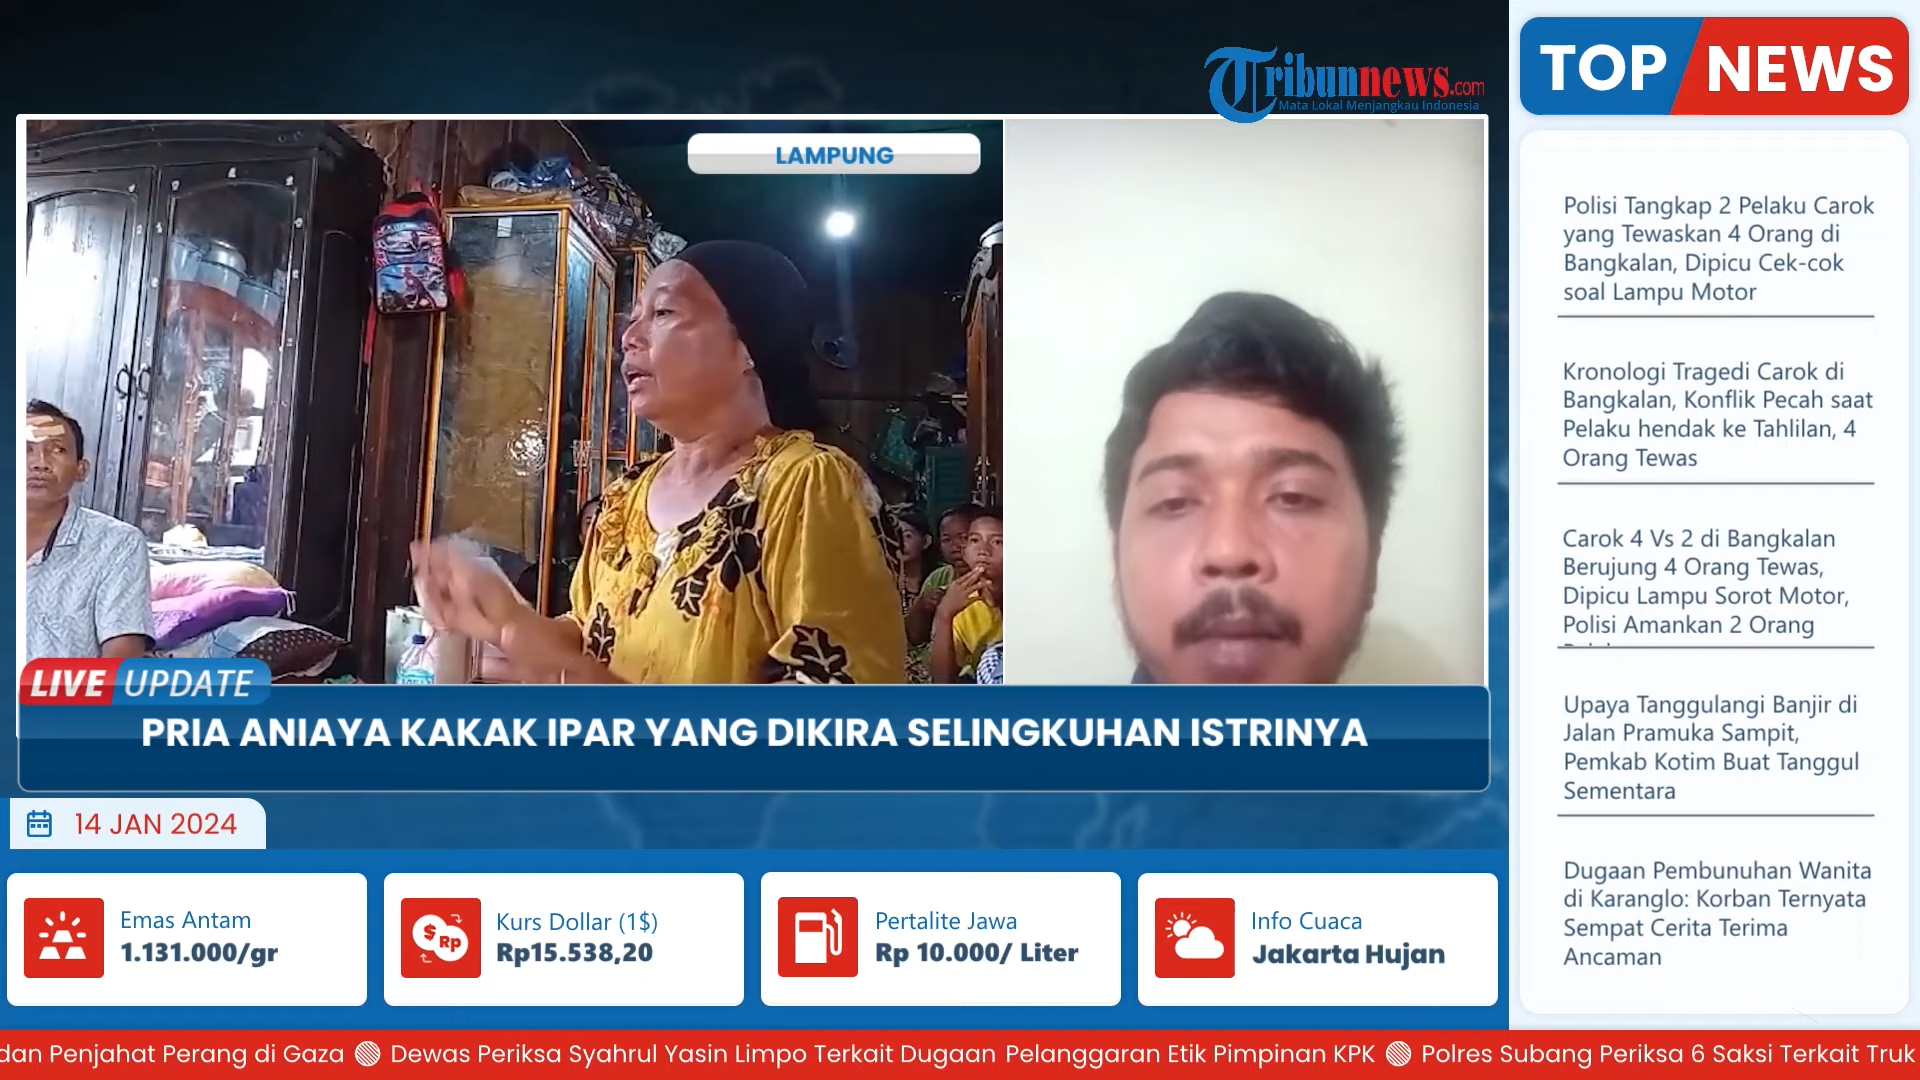 Tribunnews.com
Mata Lokal Menjangkau Indonesia
LAMPUNG
LIVE UPDATE
PRIA ANIAYA KAKAK IPAR YANG DIKIRA SELINGKUHAN ISTRINYA
14 JAN 2024
Emas Antam
1.131.000/gr
Kurs Dollar (1$)
Rp15.538,20
Pertalite Jawa
Rp 10.000/ Liter
Info Cuaca
Jakarta Hujan
TOP NEWS
Polisi Tangkap 2 Pelaku Carok
yang Tewaskan 4 Orang di
Bangkalan, Dipicu Cek-cok
soal Lampu Motor
Kronologi Tragedi Carok di
Bangkalan, Konflik Pecah saat
Pelaku hendak ke Tahlilan, 4
Orang Tewas
Carok 4 Vs 2 di Bangkalan
Berujung 4 Orang Tewas,
Dipicu Lampu Sorot Motor,
Polisi Amankan 2 Orang
Upaya Tanggulangi Banjir di
Jalan Pramuka Sampit,
Pemkab Kotim Buat Tanggul
Sementara
Dugaan Pembunuhan Wanita
di Karanglo: Korban Ternyata
Sempat Cerita Terima
Ancaman
dan Penjahat Perang di Gaza Dewas Periksa Syahrul Yasin Limpo Terkait Dugaan Pelanggaran Etik Pimpinan KPK Polres Subang Periksa 6 Saksi Terkait Truk